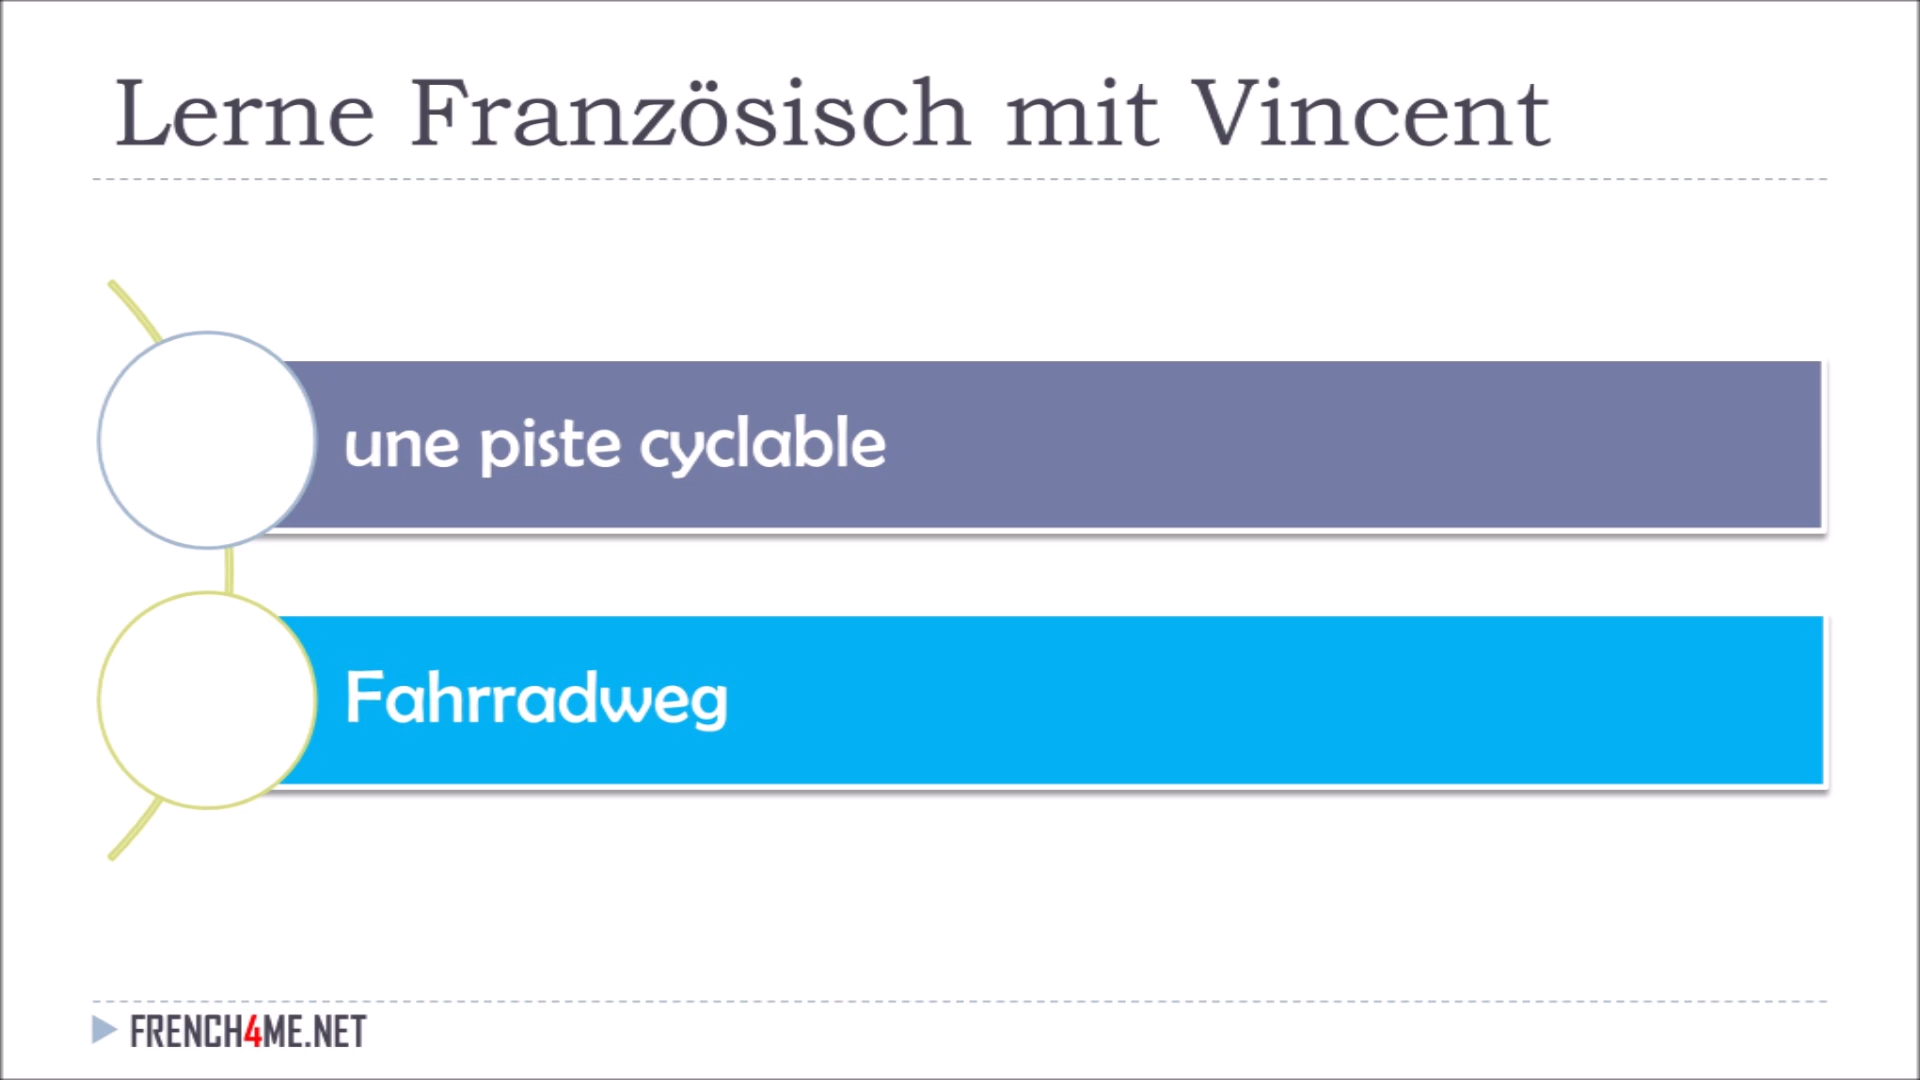 Lerne Französisch mit Vincent
une piste cyclable
Fahrradweg
FRENCH4ME.NET